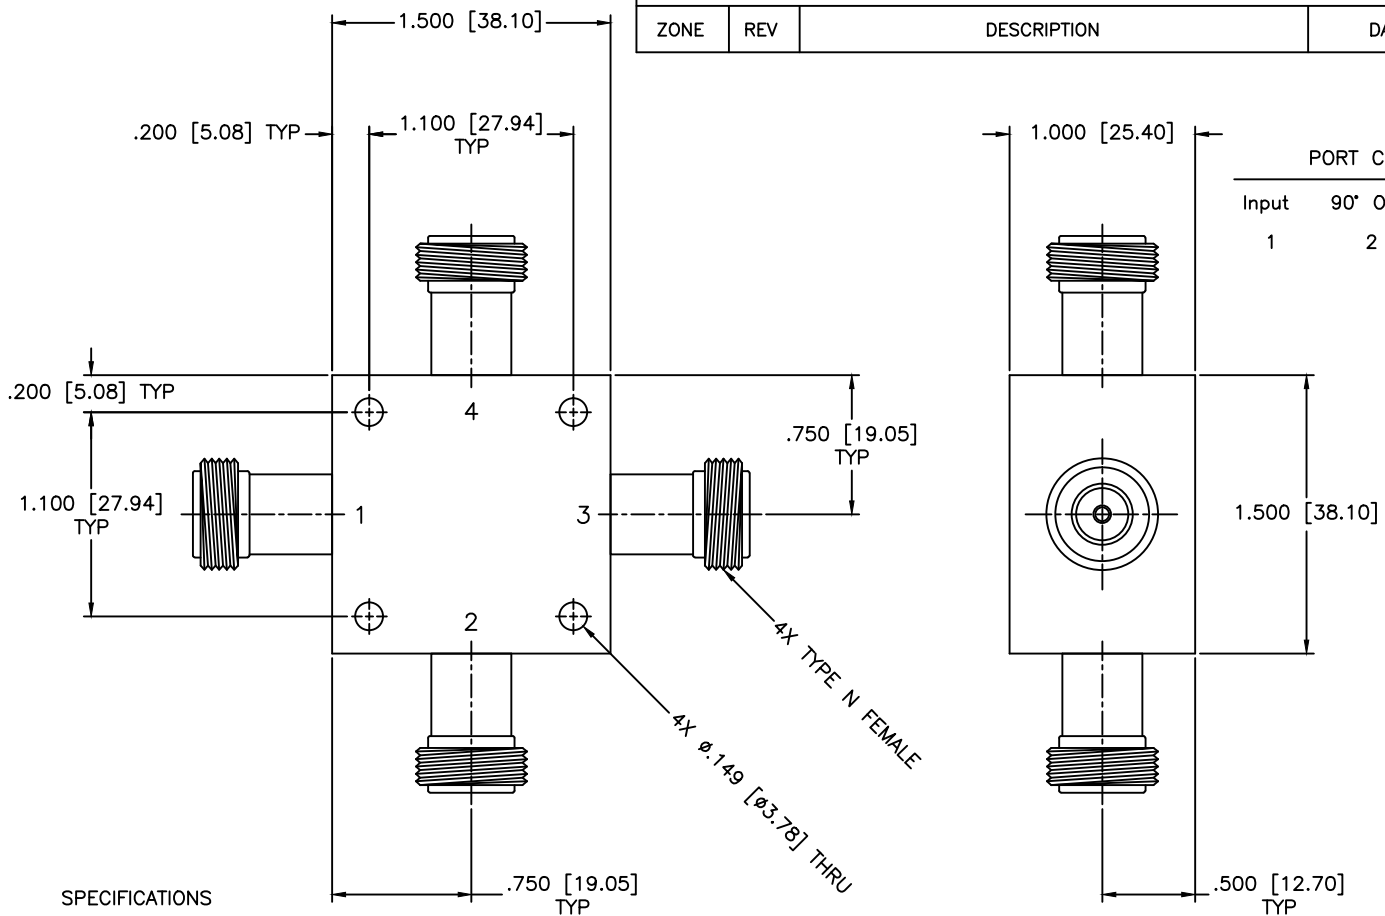 1.500 [38.10]
ZONE REV DESCRIPTION
.200 [5.08] TYP
1.100 [27.94]
TYP
1.000 [25.40]
PORT
Input 90°
1 2
.200 [5.08] TYP
4
.750 [19.05]
TYP
1.100 [27.94]
TYP
1
3
1.500 [38.10]
2
4X TYPE N FEMALE
4X ø.149 [ø3.78] THRU
SPECIFICATIONS
.750 [19.05]
TYP
.500 [12.70]
TYP